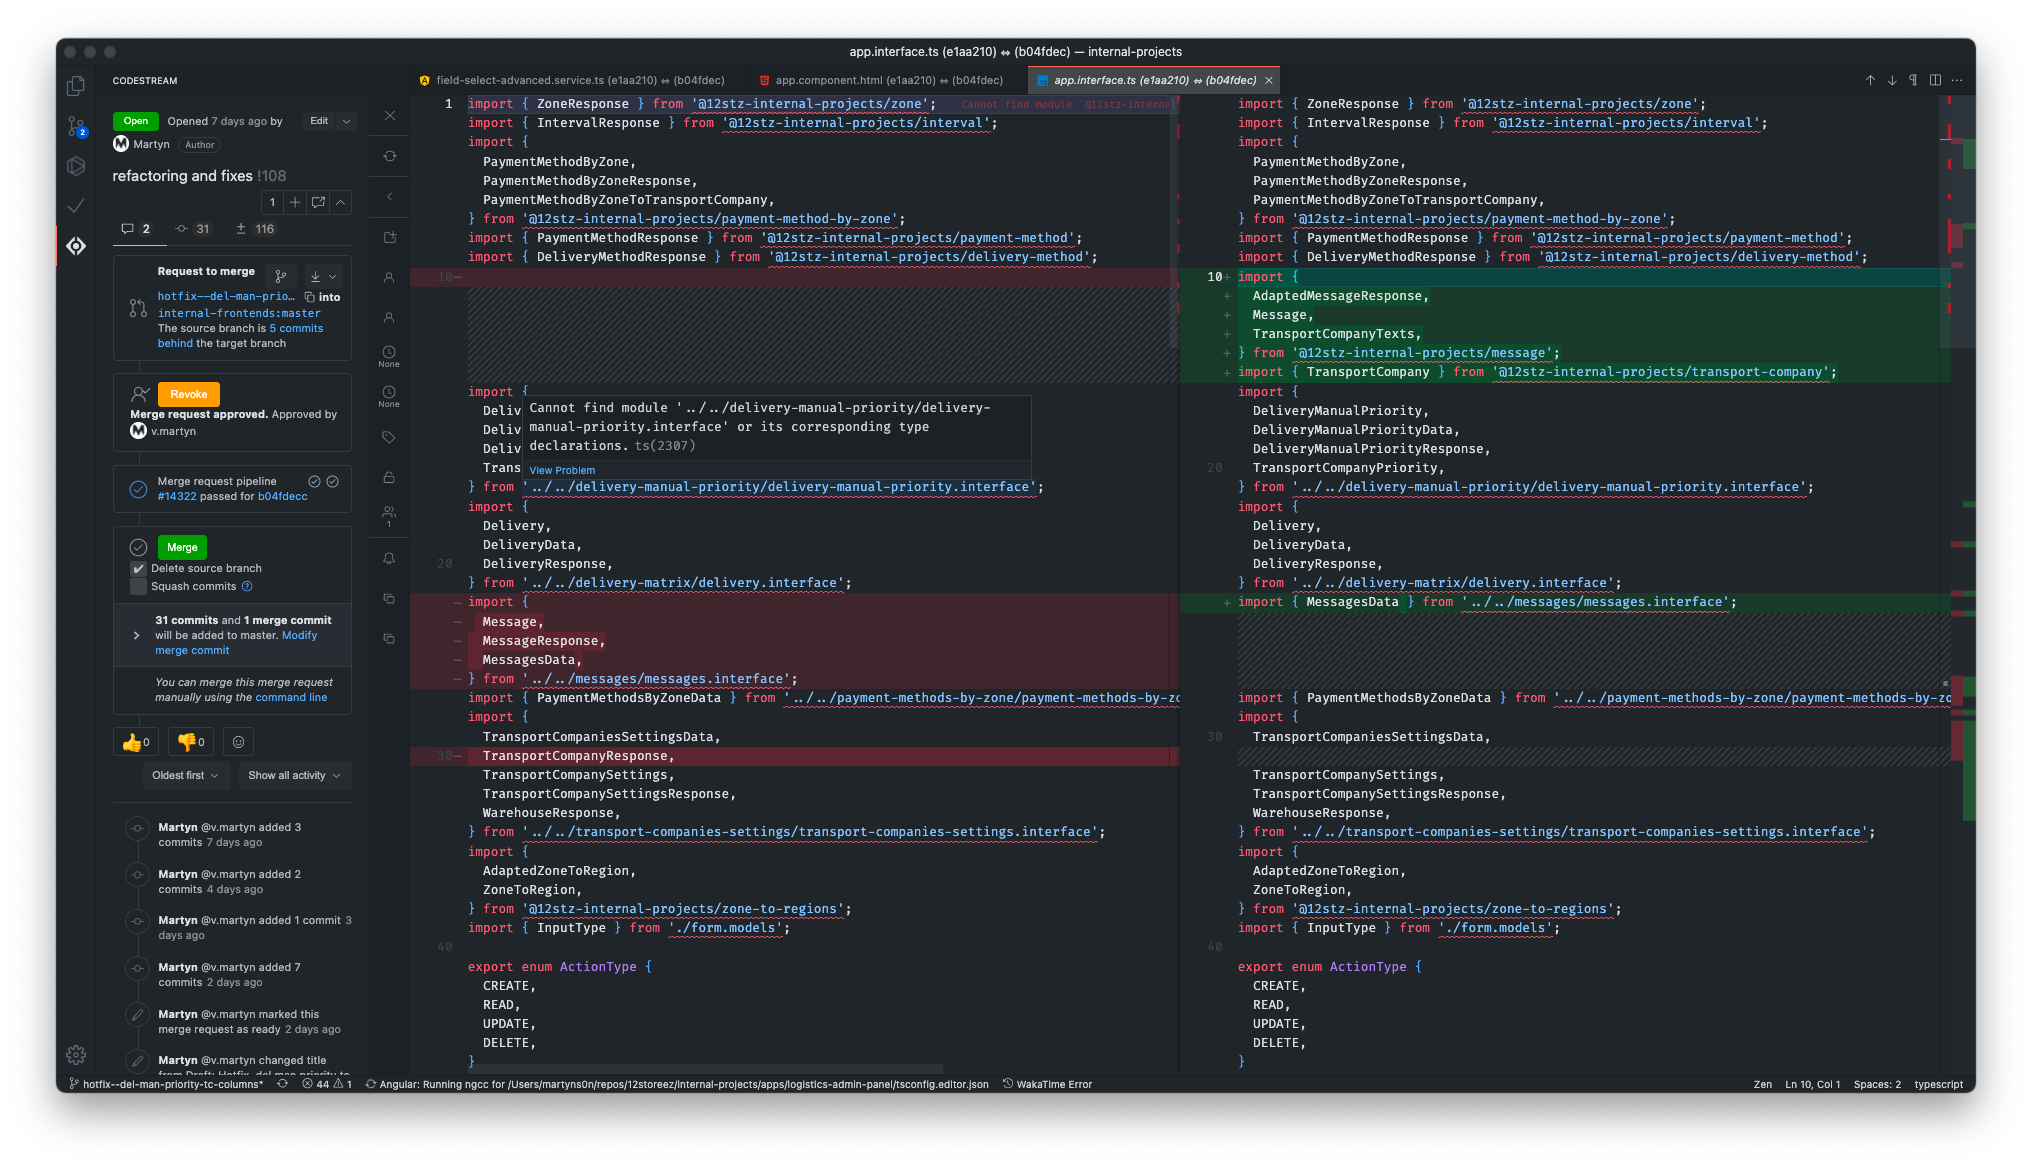 app.interface.ts (e1aa210) ⇔ (b04fdec) — internal-projects
CODESTREAM
field-select-advanced.service.ts (e1aa210) ⇔ (b04fdec)
app.component.html (e1aa210) ⇔ (b04fdec)
app.interface.ts (e1aa210) ⇔ (b04fdec)
2
Open Opened 7 days ago by Edit
Martyn Author
refactoring and fixes !108
1
2 31 116
Request to merge
hotfix--del-man-prio… into
internal-frontends:master
The source branch is 5 commits
behind the target branch
Revoke
Merge request approved. Approved by
v.martyn
Merge request pipeline
#14322 passed for b04fdecc
Merge
Delete source branch
Squash commits
31 commits and 1 merge commit
will be added to master. Modify
merge commit
You can merge this merge request
manually using the command line
👍0 👎0
Oldest first Show all activity
Martyn @v.martyn added 3
commits 7 days ago
Martyn @v.martyn added 2
commits 4 days ago
Martyn @v.martyn added 1 commit 3
days ago
Martyn @v.martyn added 7
commits 2 days ago
Martyn @v.martyn marked this
merge request as ready 2 days ago
Martyn @v.martyn changed title
from Draft: Hotfix  del man priority to
None
None
1
1 import { ZoneResponse } from '@12stz-internal-projects/zone'; Cannot find module '@12stz-internal
import { IntervalResponse } from '@12stz-internal-projects/interval';
import {
PaymentMethodByZone,
PaymentMethodByZoneResponse,
PaymentMethodByZoneToTransportCompany,
} from '@12stz-internal-projects/payment-method-by-zone';
import { PaymentMethodResponse } from '@12stz-internal-projects/payment-method';
import { DeliveryMethodResponse } from '@12stz-internal-projects/delivery-method';
10—
import {
Deliv
Deliv
Deliv
Trans
Cannot find module '../../delivery-manual-priority/delivery-
manual-priority.interface' or its corresponding type
declarations. ts(2307)
View Problem
} from '../../delivery-manual-priority/delivery-manual-priority.interface';
import {
Delivery,
DeliveryData,
20 DeliveryResponse,
} from '../../delivery-matrix/delivery.interface';
— import {
— Message,
— MessageResponse,
— MessagesData,
— } from '../../messages/messages.interface';
import { PaymentMethodsByZoneData } from '../../payment-methods-by-zone/payment-methods-by-zo
import {
TransportCompaniesSettingsData,
30— TransportCompanyResponse,
TransportCompanySettings,
TransportCompanySettingsResponse,
WarehouseResponse,
} from '../../transport-companies-settings/transport-companies-settings.interface';
import {
AdaptedZoneToRegion,
ZoneToRegion,
} from '@12stz-internal-projects/zone-to-regions';
import { InputType } from './form.models';
40
export enum ActionType {
CREATE,
READ,
UPDATE,
DELETE,
}
import { ZoneResponse } from '@12stz-internal-projects/zone';
import { IntervalResponse } from '@12stz-internal-projects/interval';
import {
PaymentMethodByZone,
PaymentMethodByZoneResponse,
PaymentMethodByZoneToTransportCompany,
} from '@12stz-internal-projects/payment-method-by-zone';
import { PaymentMethodResponse } from '@12stz-internal-projects/payment-method';
import { DeliveryMethodResponse } from '@12stz-internal-projects/delivery-method';
10+ import {
+ AdaptedMessageResponse,
+ Message,
+ TransportCompanyTexts,
+ } from '@12stz-internal-projects/message';
+ import { TransportCompany } from '@12stz-internal-projects/transport-company';
import {
DeliveryManualPriority,
DeliveryManualPriorityData,
DeliveryManualPriorityResponse,
20 TransportCompanyPriority,
} from '../../delivery-manual-priority/delivery-manual-priority.interface';
import {
Delivery,
DeliveryData,
DeliveryResponse,
} from '../../delivery-matrix/delivery.interface';
+ import { MessagesData } from '../../messages/messages.interface';
import { PaymentMethodsByZoneData } from '../../payment-methods-by-zone/payment-methods-by-zo
import {
30 TransportCompaniesSettingsData,
TransportCompanySettings,
TransportCompanySettingsResponse,
WarehouseResponse,
} from '../../transport-companies-settings/transport-companies-settings.interface';
import {
AdaptedZoneToRegion,
ZoneToRegion,
} from '@12stz-internal-projects/zone-to-regions';
import { InputType } from './form.models';
40
export enum ActionType {
CREATE,
READ,
UPDATE,
DELETE,
}
hotfix--del-man-priority-tc-columns* 44 1 Angular: Running ngcc for /Users/martyns0n/repos/12storeez/internal-projects/apps/logistics-admin-panel/tsconfig.editor.json WakaTime Error Zen Ln 10, Col 1 Spaces: 2 typescript